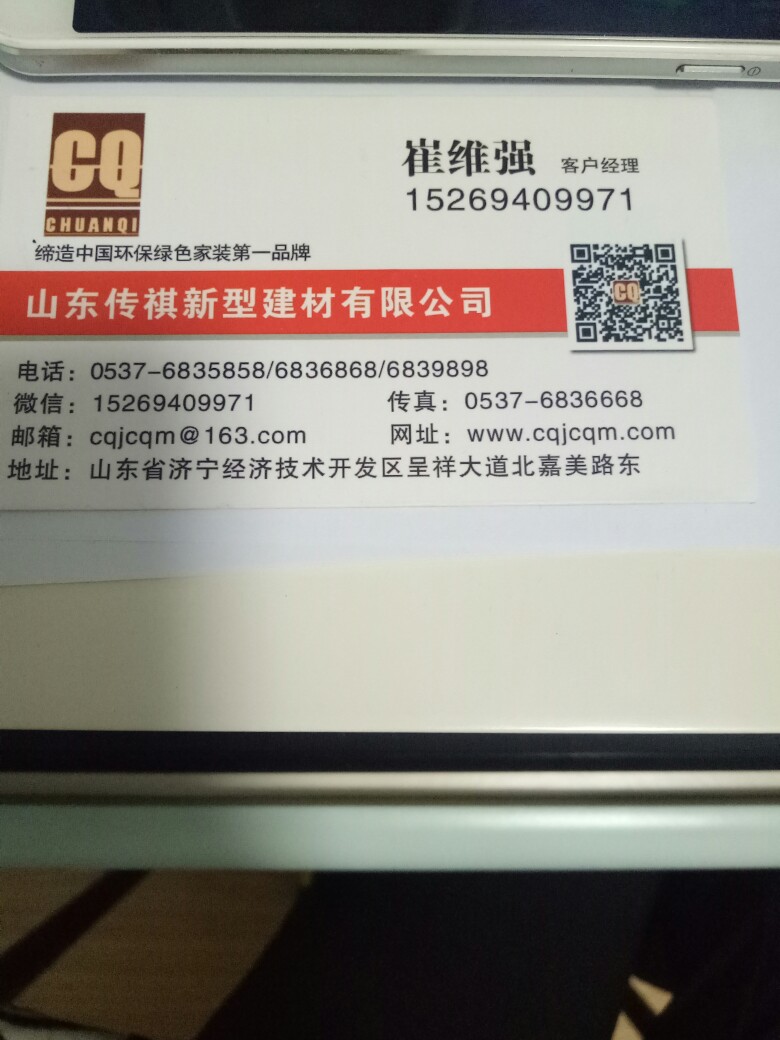 CQ
CHUANQI
崔维强 客户经理
15269409971
缔造中国环保绿色家装第一品牌
山东传祺新型建材有限公司
CQ
电话：0537-6835858/6836868/6839898
微信：15269409971 传真：0537-6836668
邮箱：cqjcqm@163.com 网址：www.cqjcqm.com
地址：山东省济宁经济技术开发区呈祥大道北嘉美路东